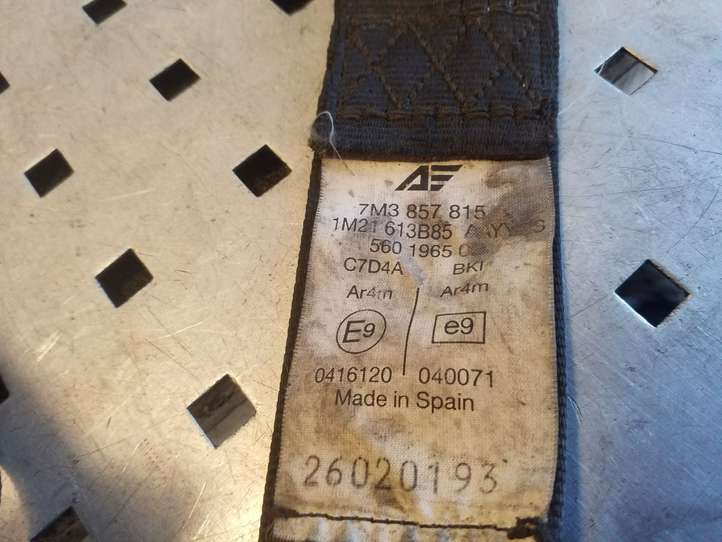 7M3 857 815
1M21 613B85
560 1965
C7D4A BKI
Ar4m Ar4m
E9 e9
0416120 040071
Made in Spain
26020193